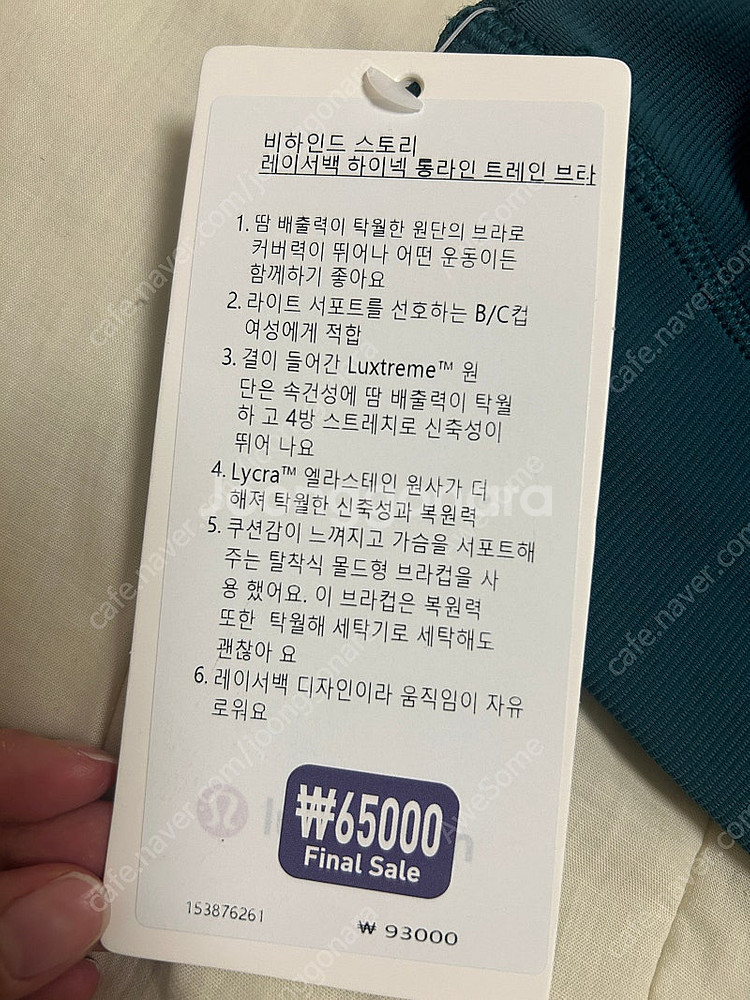 비하인드 스토리
레이서백 하이넥 롱라인 트레인 브라
1. 땀 배출력이 탁월한 원단의 브라로
커버력이 뛰어나 어떤 운동이든
함께하기 좋아요
2. 라이트 서포트를 선호하는 B/C컵
여성에게 적합
3. 결이 들어간 Luxtreme™ 원
단은 속건성에 땀 배출력이 탁월
하 고 4방 스트레치로 신축성이
뛰어 나요
4. Lycra™ 엘라스테인 원사가 더
해져 탁월한 신축성과 복원력
5. 쿠션감이 느껴지고 가슴을 서포트해
주는 탈착식 몰드형 브라컵을 사
용 했어요. 이 브라컵은 복원력
또한 탁월해 세탁기로 세탁해도
괜찮아 요
6. 레이서백 디자인이라 움직임이 자유
로워요
₩65000
Final Sale
153876261
₩ 93000
joonggonara
cafe.naver.com/joonggonara
AweSome